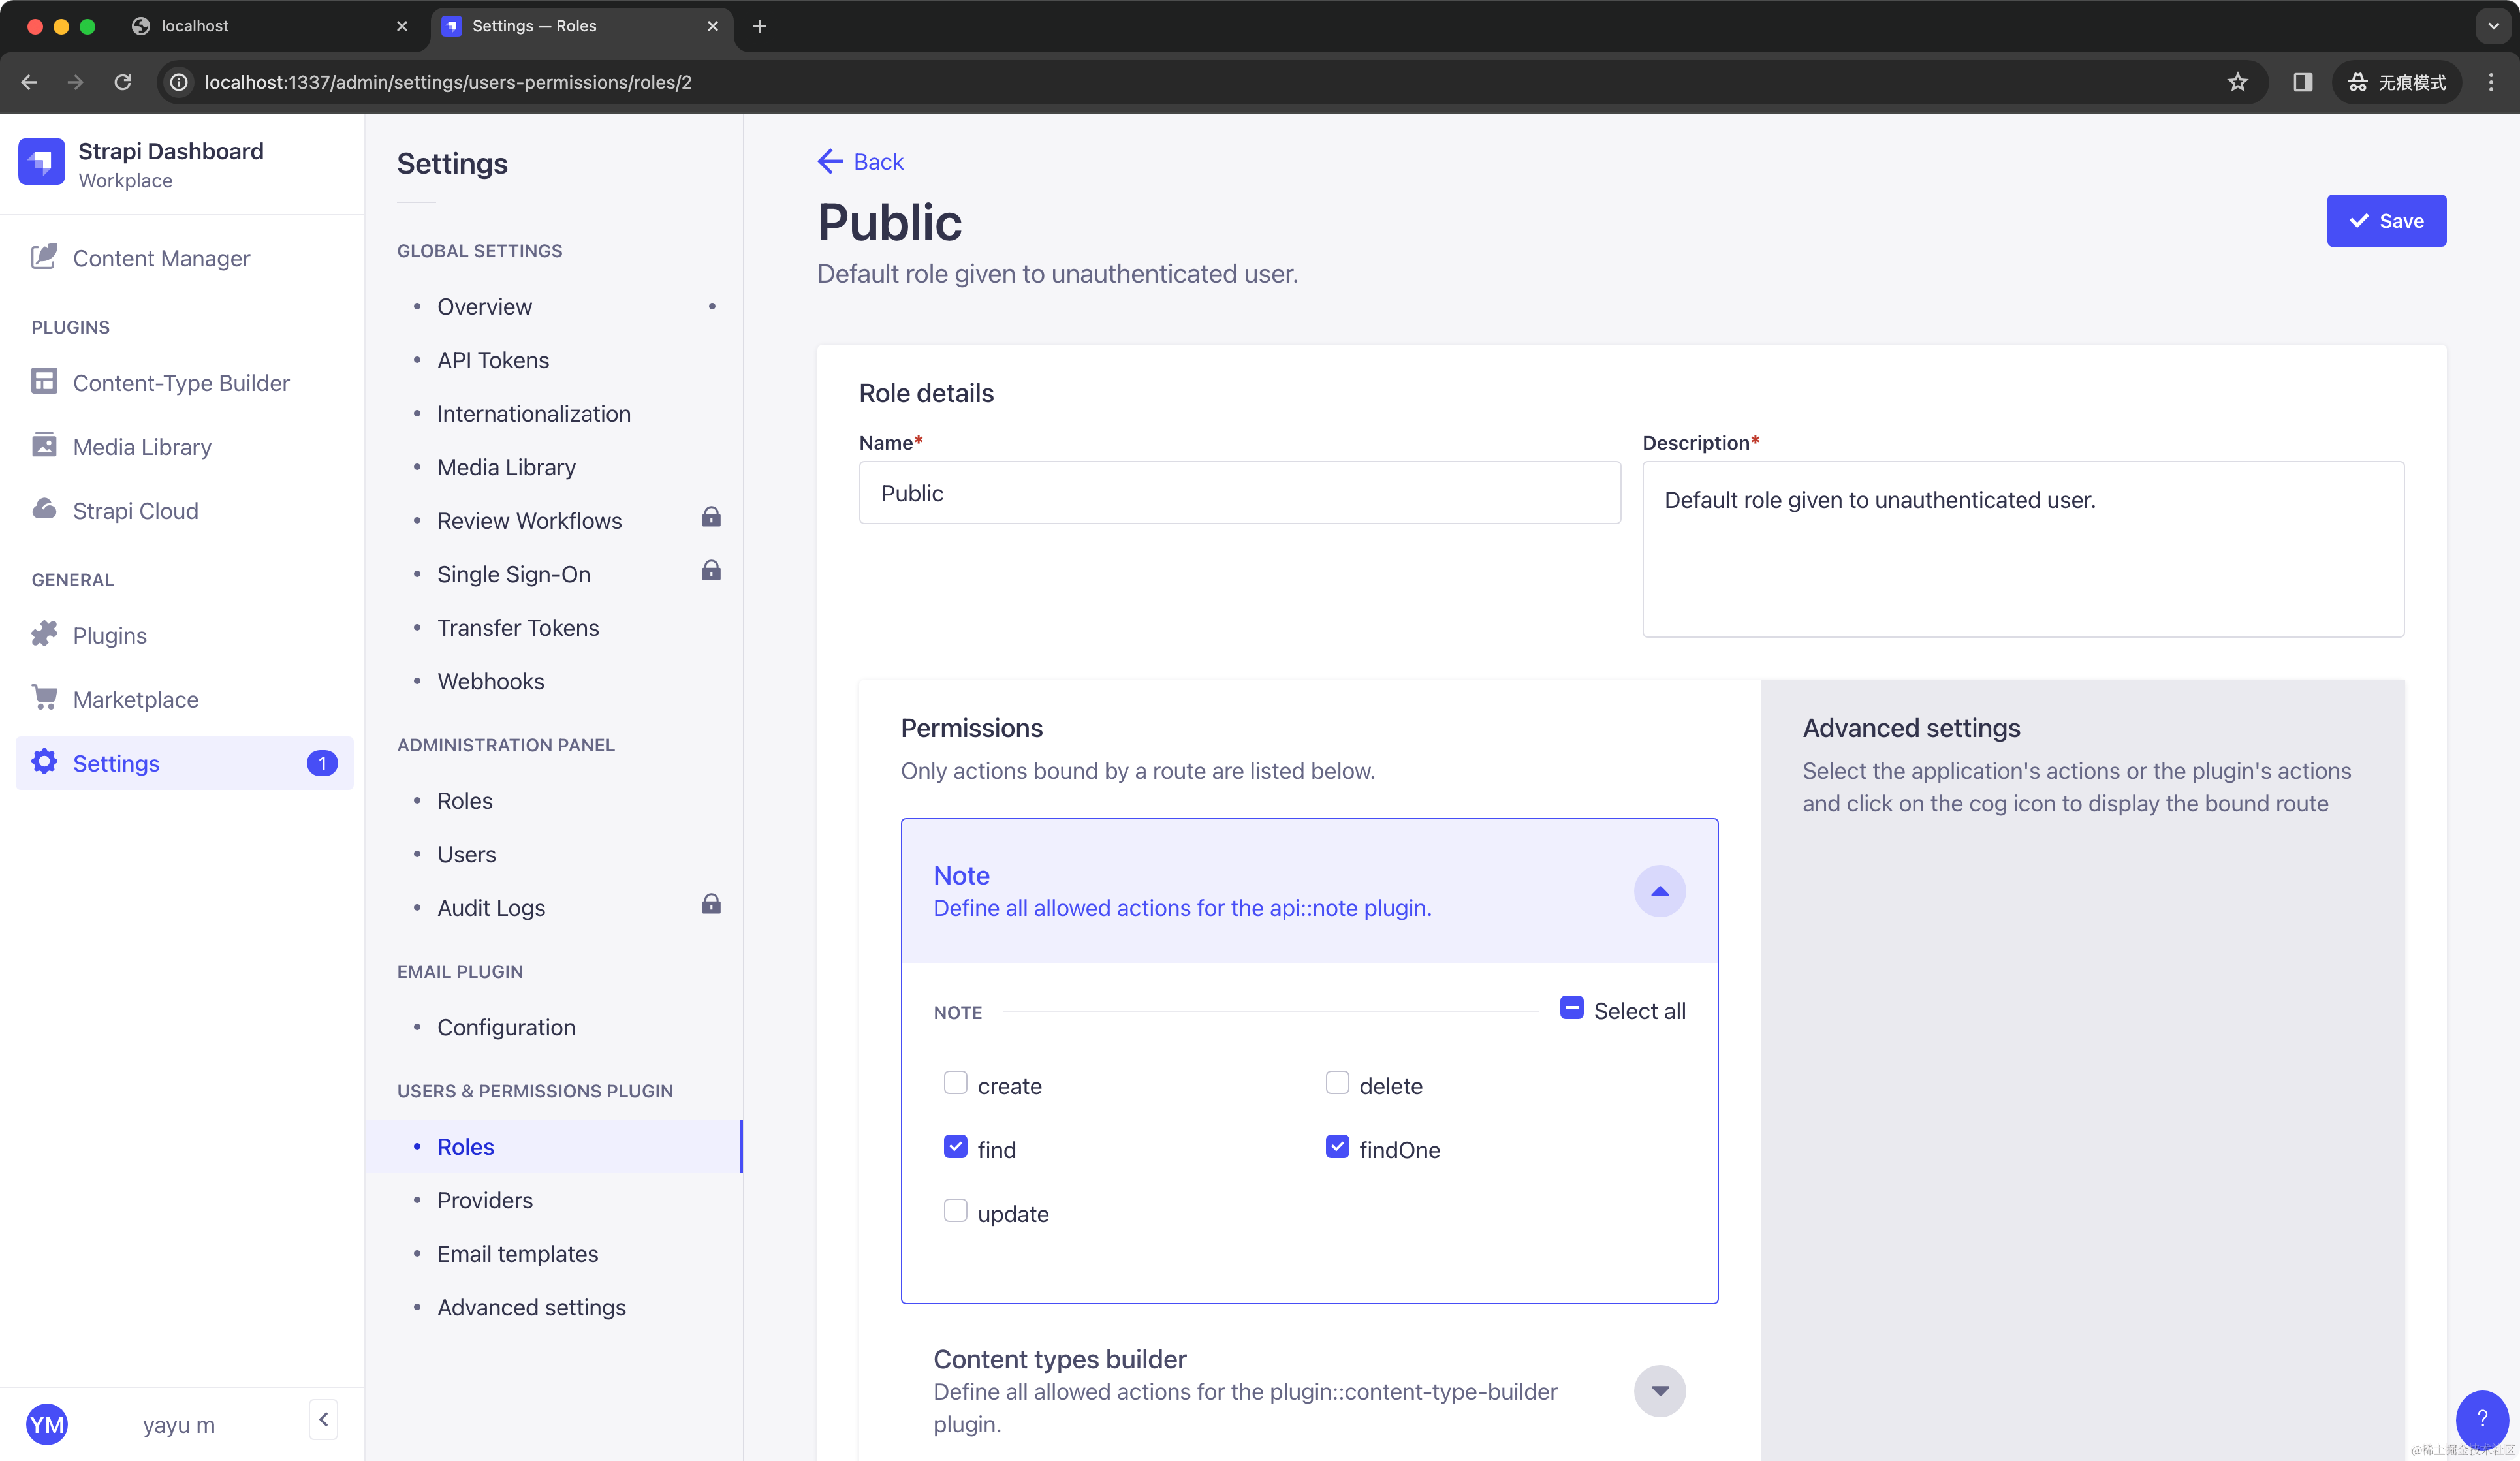 localhost
Settings — Roles
localhost:1337/admin/settings/users-permissions/roles/2
无痕模式
Strapi Dashboard
Workplace
Content Manager
PLUGINS
Content-Type Builder
Media Library
Strapi Cloud
GENERAL
Plugins
Marketplace
Settings
1
YM
yayu m
Settings
GLOBAL SETTINGS
Overview
API Tokens
Internationalization
Media Library
Review Workflows
Single Sign-On
Transfer Tokens
Webhooks
ADMINISTRATION PANEL
Roles
Users
Audit Logs
EMAIL PLUGIN
Configuration
USERS & PERMISSIONS PLUGIN
Roles
Providers
Email templates
Advanced settings
Back
Public
Save
Default role given to unauthenticated user.
Role details
Name*
Public
Description*
Default role given to unauthenticated user.
Permissions
Only actions bound by a route are listed below.
Note
Define all allowed actions for the api::note plugin.
NOTE
Select all
create
delete
find
findOne
update
Content types builder
Define all allowed actions for the plugin::content-type-builder
plugin.
Advanced settings
Select the application's actions or the plugin's actions
and click on the cog icon to display the bound route
?
@稀土掘金技术社区